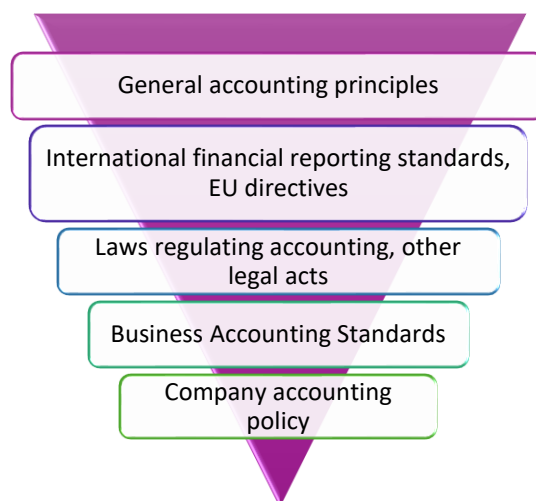 General accounting principles
International financial reporting standards,
EU directives
Laws regulating accounting, other
legal acts
Business Accounting Standards
Company accounting
policy